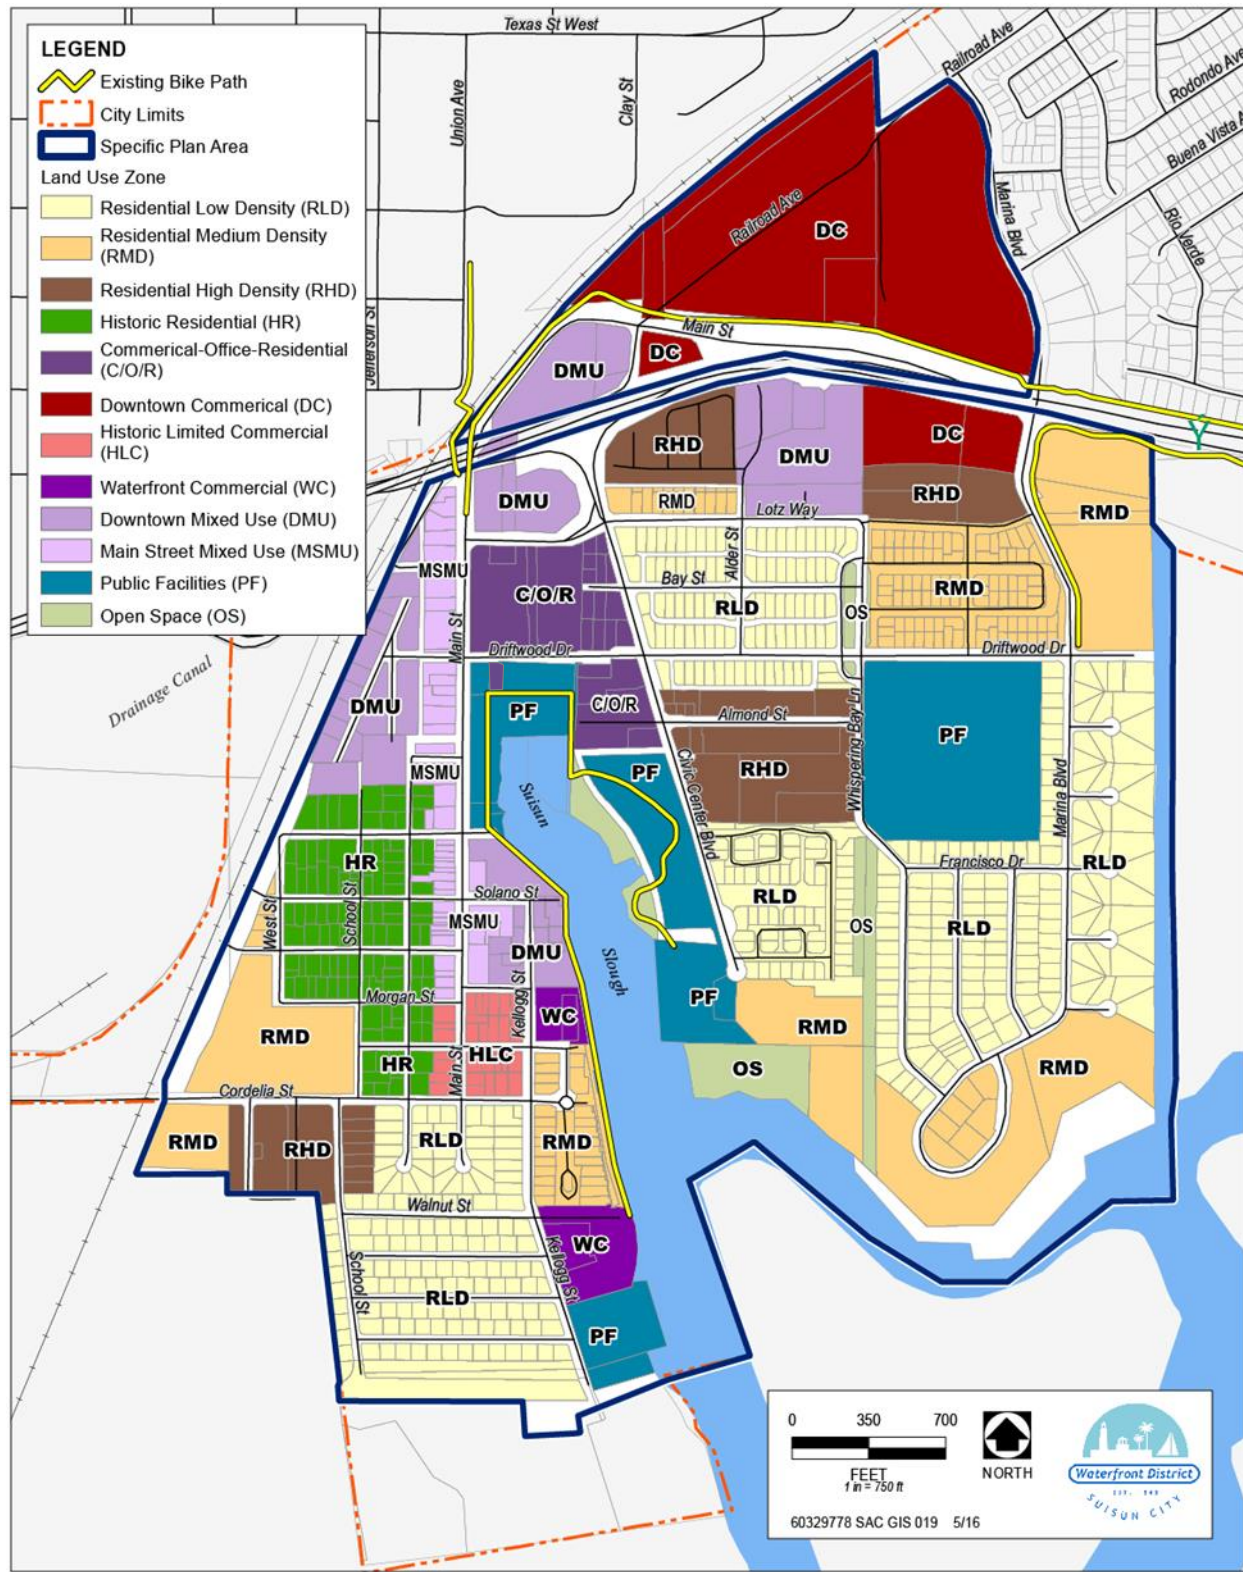 Texas St West
LEGEND
Existing Bike Path
City Limits
Specific Plan Area
Land Use Zone
Residential Low Density (RLD)
Residential Medium Density
(RMD)
Residential High Density (RHD)
Historic Residential (HR)
Commerical-Office-Residential
(C/O/R)
Downtown Commerical (DC)
Historic Limited Commercial
(HLC)
Waterfront Commercial (WC)
Downtown Mixed Use (DMU)
Main Street Mixed Use (MSMU)
Public Facilities (PF)
Open Space (OS)
Union Ave
Clay St
Jefferson St
Railroad Ave
Rodondo Ave
Buena Vista A
Rio Verde
Marina Blvd
Railroad Ave
DC
Main St
DC
DMU
RHD
DMU
DC
RHD
RMD
RMD
DMU
Lotz Way
Alder St
MSMU
C/O/R
Bay St
RLD
OS
RMD
Main St
Driftwood Dr
Driftwood Dr
Drainage Canal
DMU
PF
C/O/R
Almond St
Whispering Bay Ln
PF
MSMU
Suisun
PF
Civic Center Blvd
RHD
Marina Blvd
HR
Francisco Dr
RLD
West St
School St
Solano St
MSMU
DMU
Slough
RLD
OS
RLD
Morgan St
Kellogg St
WC
PF
RMD
RMD
HR
Main St
HLC
OS
RMD
Cordelia St
RMD
RHD
RLD
RMD
Walnut St
School St
RLD
Kellogg St
WC
PF
0 350 700
FEET
1 in = 750 ft
NORTH
60329778 SAC GIS 019 5/16
Waterfront District
SUISUN CITY